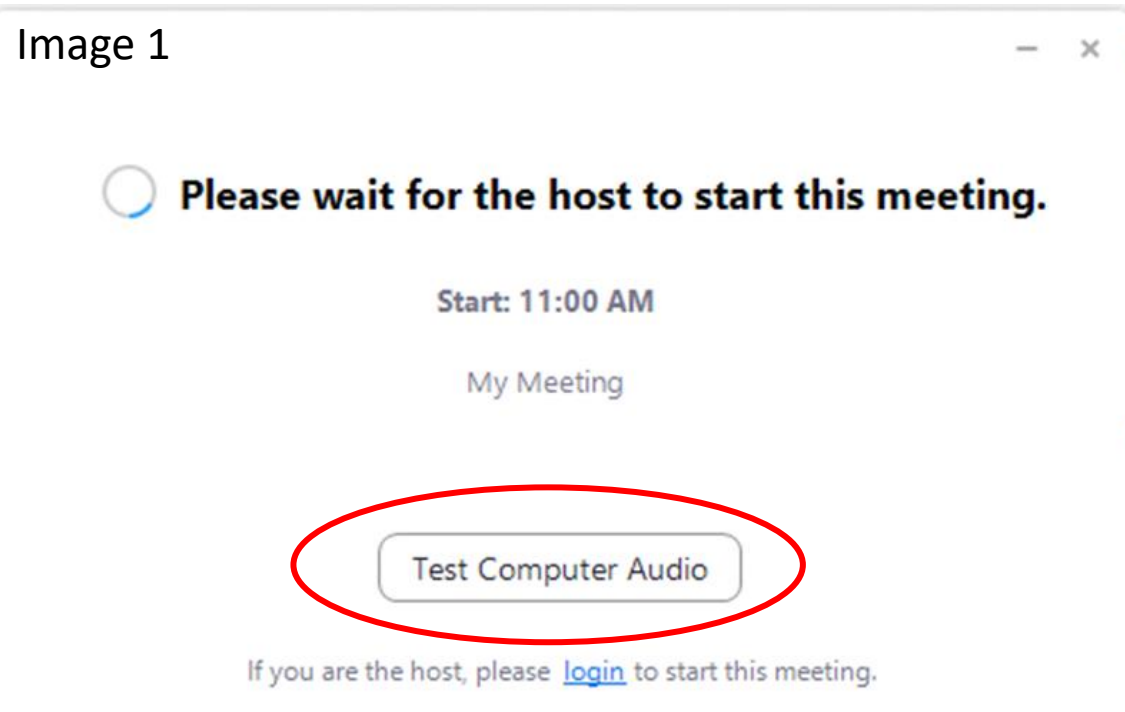 Image 1
Please wait for the host to start this meeting.
Start: 11:00 AM
My Meeting
Test Computer Audio
If you are the host, please login to start this meeting.